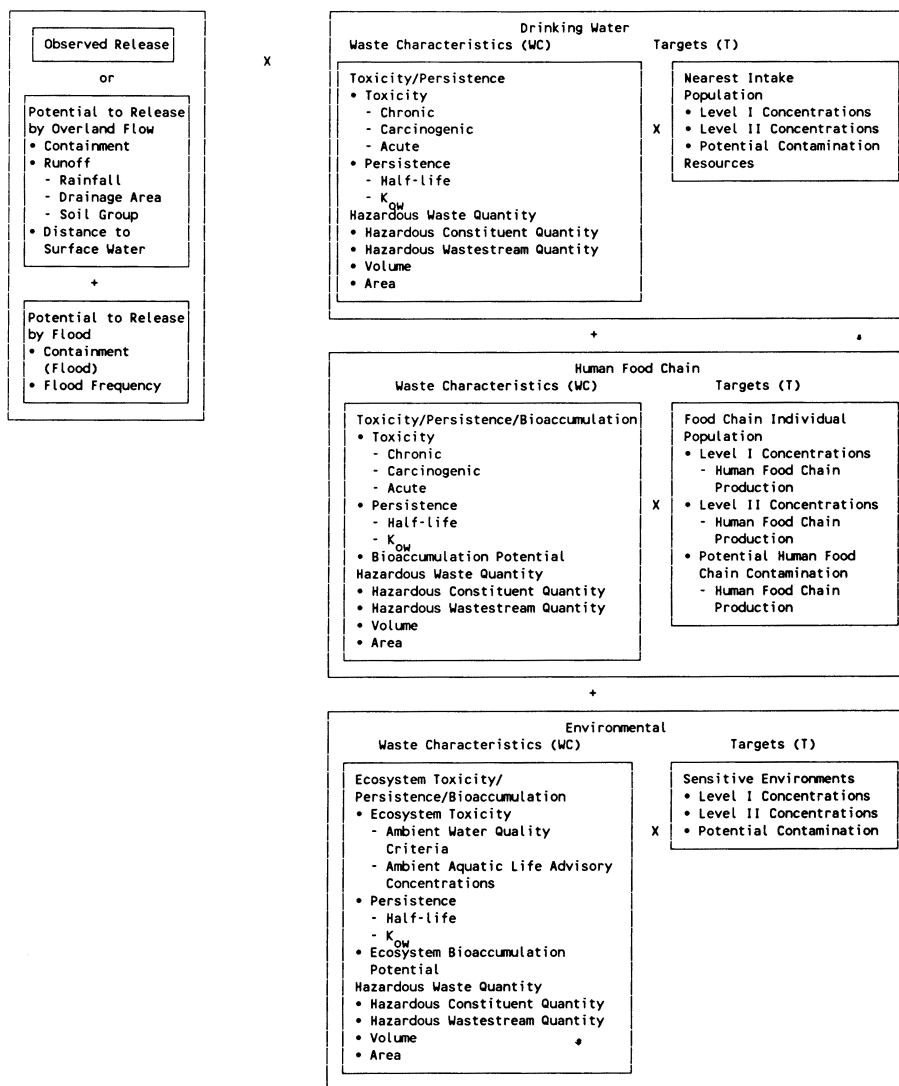 Observed Release
or
Potential to Release
by Overland Flow
• Containment
• Runoff
- Rainfall
- Drainage Area
- Soil Group
• Distance to
Surface Water
+
Potential to Release
by Flood
• Containment
(Flood)
• Flood Frequency
X
Drinking Water
Waste Characteristics (WC)
Toxicity/Persistence
• Toxicity
- Chronic
- Carcinogenic
- Acute
• Persistence
- Half-life
- Kow
Hazardous Waste Quantity
• Hazardous Constituent Quantity
• Hazardous Wastestream Quantity
• Volume
• Area
X
Targets (T)
Nearest Intake
Population
• Level I Concentrations
• Level II Concentrations
• Potential Contamination
Resources
+
Human Food Chain
Waste Characteristics (WC)
Toxicity/Persistence/Bioaccumulation
• Toxicity
- Chronic
- Carcinogenic
- Acute
• Persistence
- Half-life
- Kow
• Bioaccumulation Potential
Hazardous Waste Quantity
• Hazardous Constituent Quantity
• Hazardous Wastestream Quantity
• Volume
• Area
X
Targets (T)
Food Chain Individual
Population
• Level I Concentrations
- Human Food Chain
Production
• Level II Concentrations
- Human Food Chain
Production
• Potential Human Food
Chain Contamination
- Human Food Chain
Production
+
Environmental
Waste Characteristics (WC)
Ecosystem Toxicity/
Persistence/Bioaccumulation
• Ecosystem Toxicity
- Ambient Water Quality
Criteria
- Ambient Aquatic Life Advisory
Concentrations
• Persistence
- Half-life
- Kow
• Ecosystem Bioaccumulation
Potential
Hazardous Waste Quantity
• Hazardous Constituent Quantity
• Hazardous Wastestream Quantity
• Volume
• Area
X
Targets (T)
Sensitive Environments
• Level I Concentrations
• Level II Concentrations
• Potential Contamination